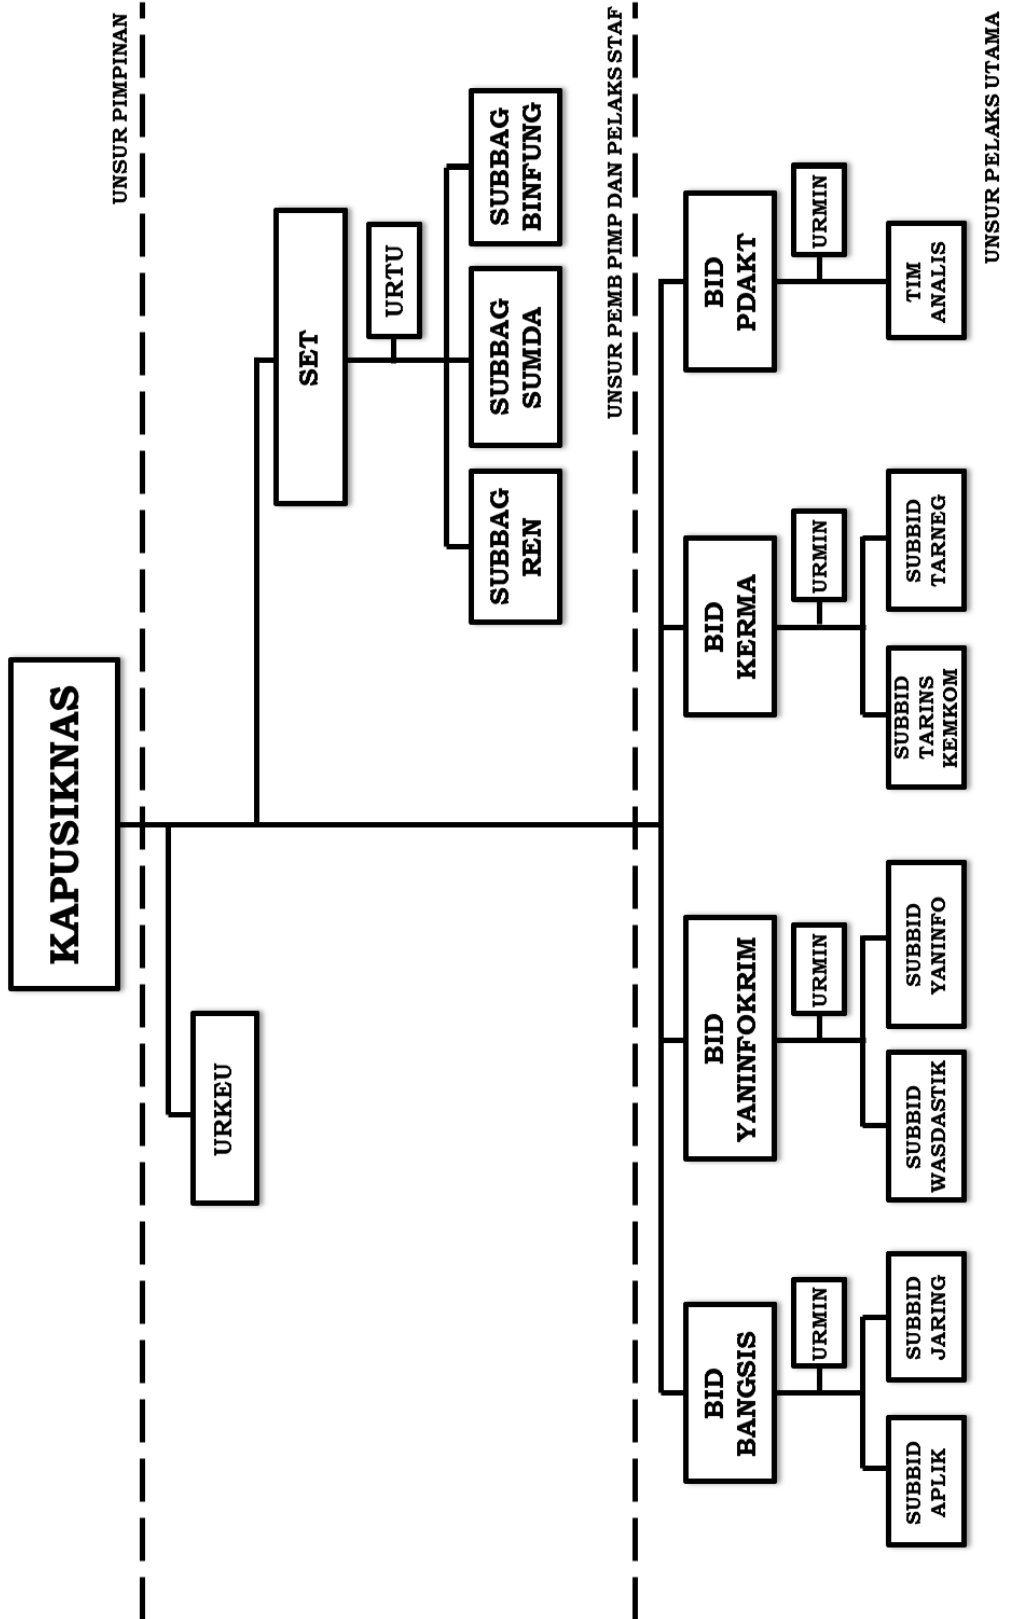 KAPUSIKNAS
UNSUR PIMPINAN
URKEU
SET
URTU
SUBBAG
REN
SUBBAG
SUMDA
SUBBAG
BINFUNG
UNSUR PEMB PIMP DAN PELAKS STAF
BID
BANGSIS
BID
YANINFOKRIM
BID
KERMA
BID
PDAKT
URMIN
URMIN
URMIN
URMIN
SUBBID
APLIK
SUBBID
JARING
SUBBID
WASDASTIK
SUBBID
YANINFO
SUBBID
TARINS
KEMKOM
SUBBID
TARNEG
TIM
ANALIS
UNSUR PELAKS UTAMA